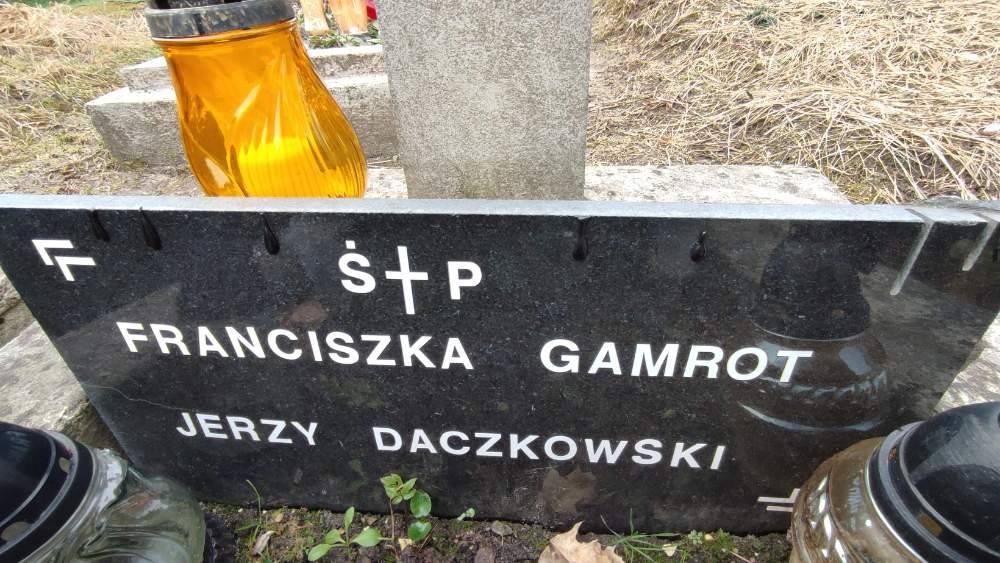 Ś†P
FRANCISZKA GAMROT
JERZY DACZKOWSKI